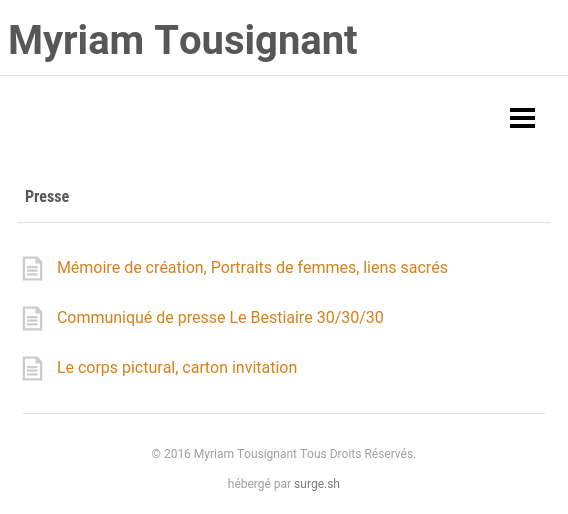 Myriam Tousignant
Presse
Mémoire de création, Portraits de femmes, liens sacrés
Communiqué de presse Le Bestiaire 30/30/30
Le corps pictural, carton invitation
© 2016 Myriam Tousignant Tous Droits Réservés.
hébergé par surge.sh